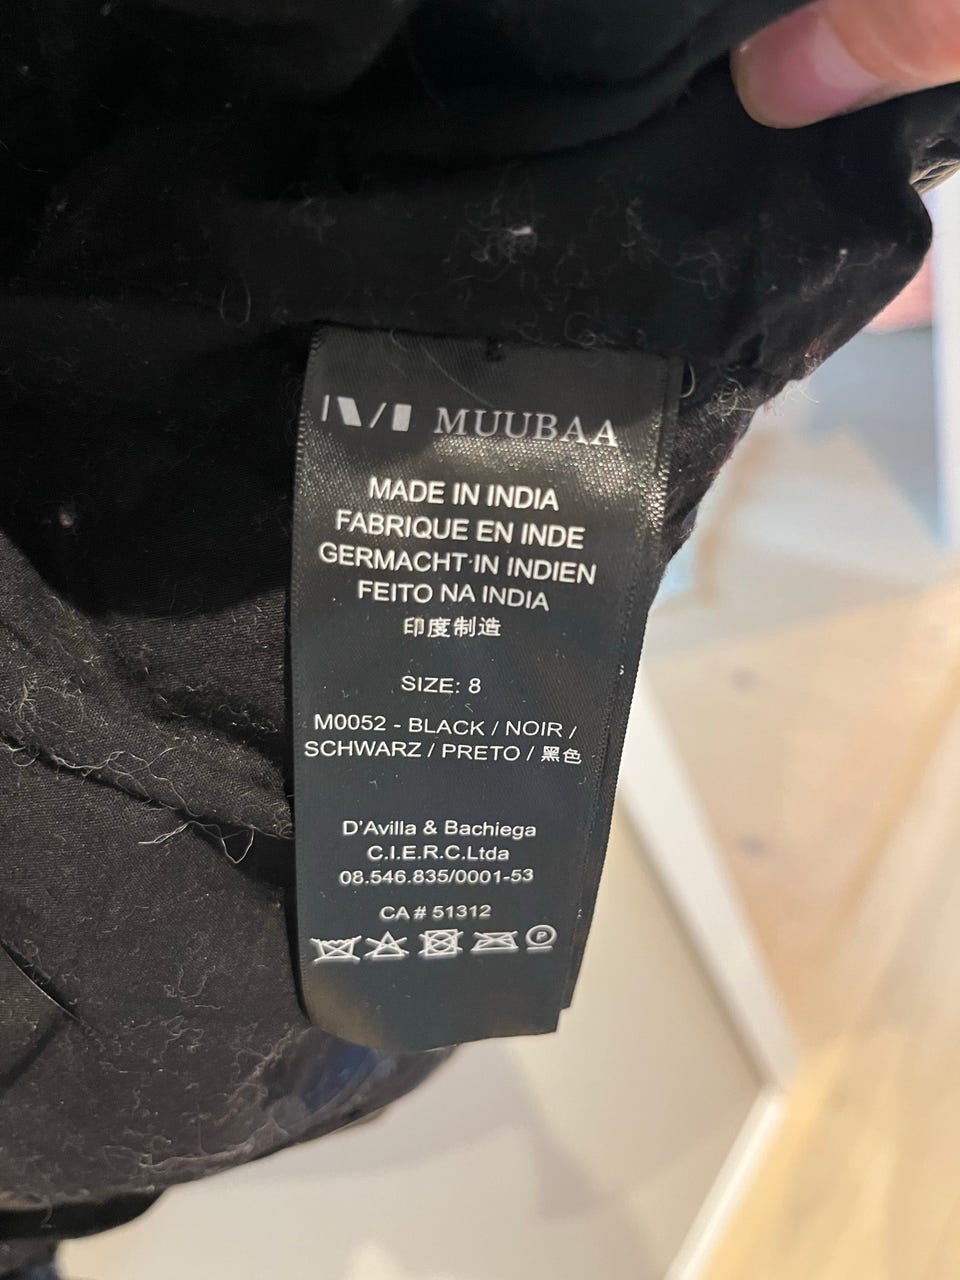 MUUBAA
MADE IN INDIA
FABRIQUE EN INDE
GERMACHT IN INDIEN
FEITO NA INDIA
印度制造
SIZE: 8
M0052 - BLACK / NOIR /
SCHWARZ / PRETO / 黑色
D'Avilla & Bachiega
C.I.E.R.C.Ltda
08.546.835/0001-53
CA # 51312
P